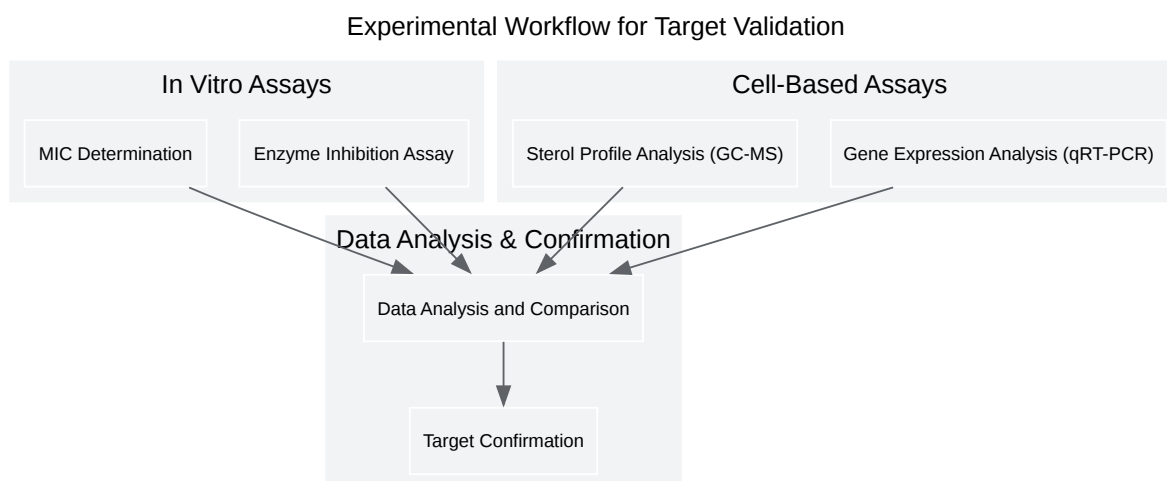 Experimental Workflow for Target Validation
In Vitro Assays
Cell-Based Assays
MIC Determination
Enzyme Inhibition Assay
Sterol Profile Analysis (GC-MS)
Gene Expression Analysis (qRT-PCR)
Data Analysis & Confirmation
Data Analysis and Comparison
Target Confirmation